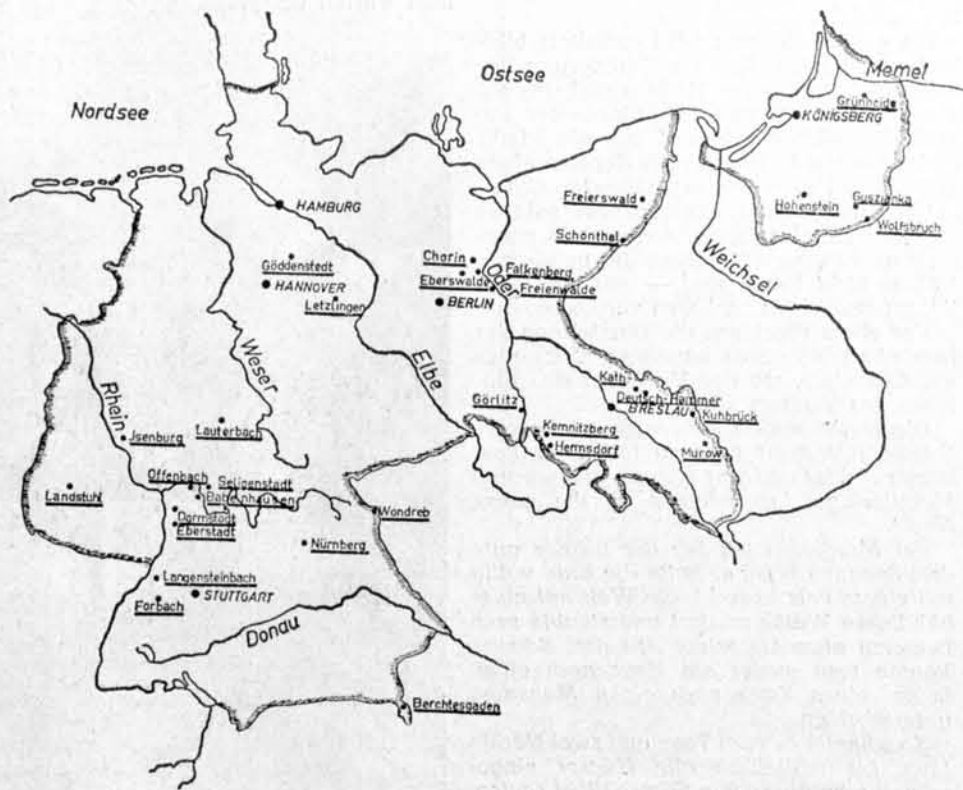 Nordsee
Ostsee
Memel
Grünheide
KÖNIGSBERG
HAMBURG
Freierswald
Hohenstein
Guszianka
Wolfsbruch
Schönthal
Weichsel
Göddenstedt
HANNOVER
Letzlingen
Chorin
Eberswalde
BERLIN
Oder
Falkenberg
Freienwalde
Rhein
Weser
Elbe
Görlitz
Kath
Deutsch-Hammer
BRESLAU
Kuhbrück
Kemnitzberg
Hermsdorf
Murow
Jsenburg
Lauterbach
Landstuhl
Offenbach
Seligenstadt
Babenhausen
Darmstadt
Eberstadt
Wondreb
Nürnberg
Langensteinbach
STUTTGART
Forbach
Donau
Berchtesgaden